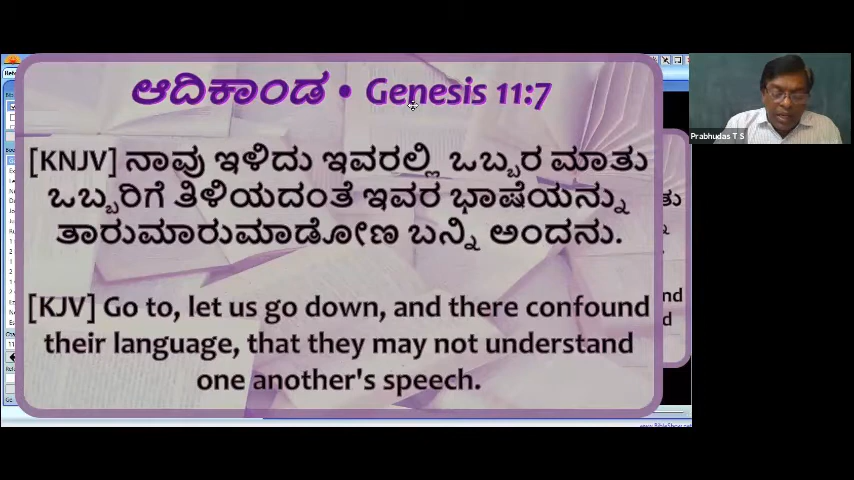 ಆದಿಕಾಂಡ • Genesis 11:7
[KNJV] ನಾವು ಇಳಿದು ಇವರಲ್ಲಿ ಒಬ್ಬರ ಮಾತು
ಒಬ್ಬರಿಗೆ ತಿಳಿಯದಂತೆ ಇವರ ಭಾಷೆಯನ್ನು
ತಾರುಮಾರುಮಾಡೋಣ ಬನ್ನಿ ಅಂದನು.
[KJV] Go to, let us go down, and there confound
their language, that they may not understand
one another's speech.
Prabhudas T S